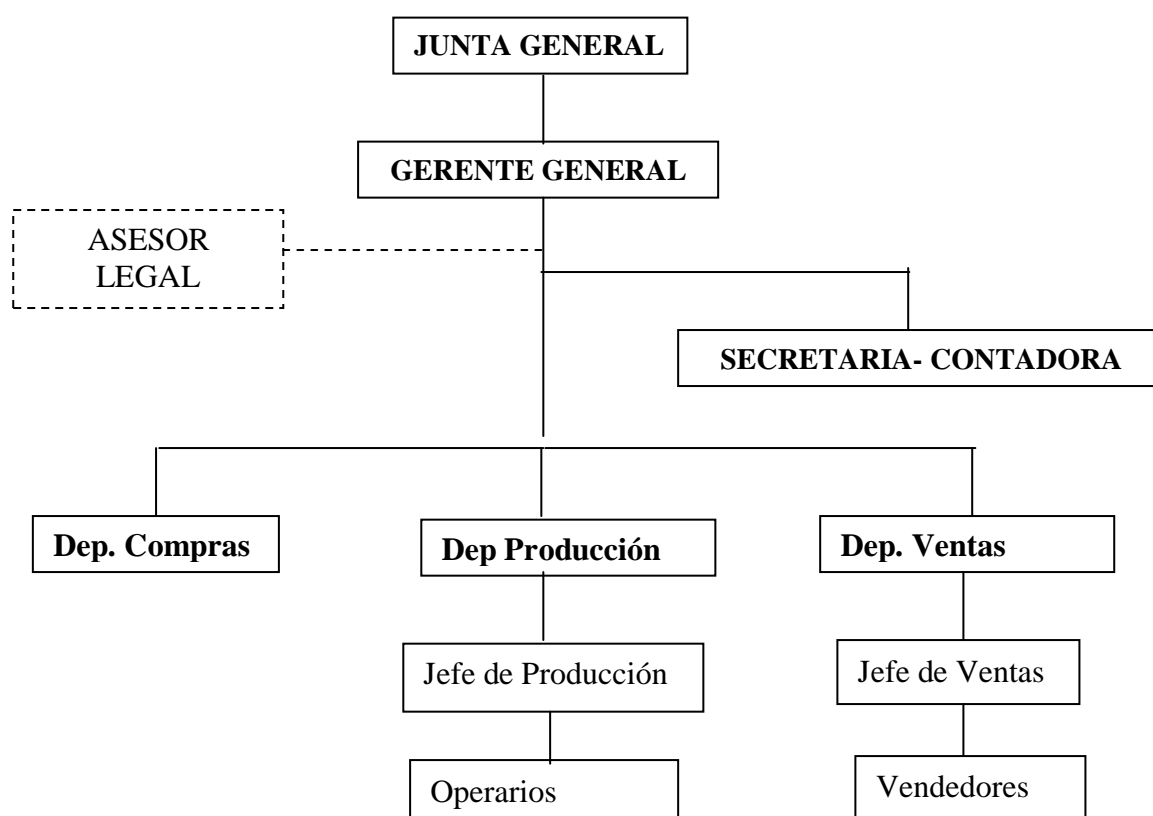 JUNTA GENERAL
GERENTE GENERAL
ASESOR
LEGAL
SECRETARIA- CONTADORA
Dep. Compras
Dep Producción
Dep. Ventas
Jefe de Producción
Jefe de Ventas
Operarios
Vendedores